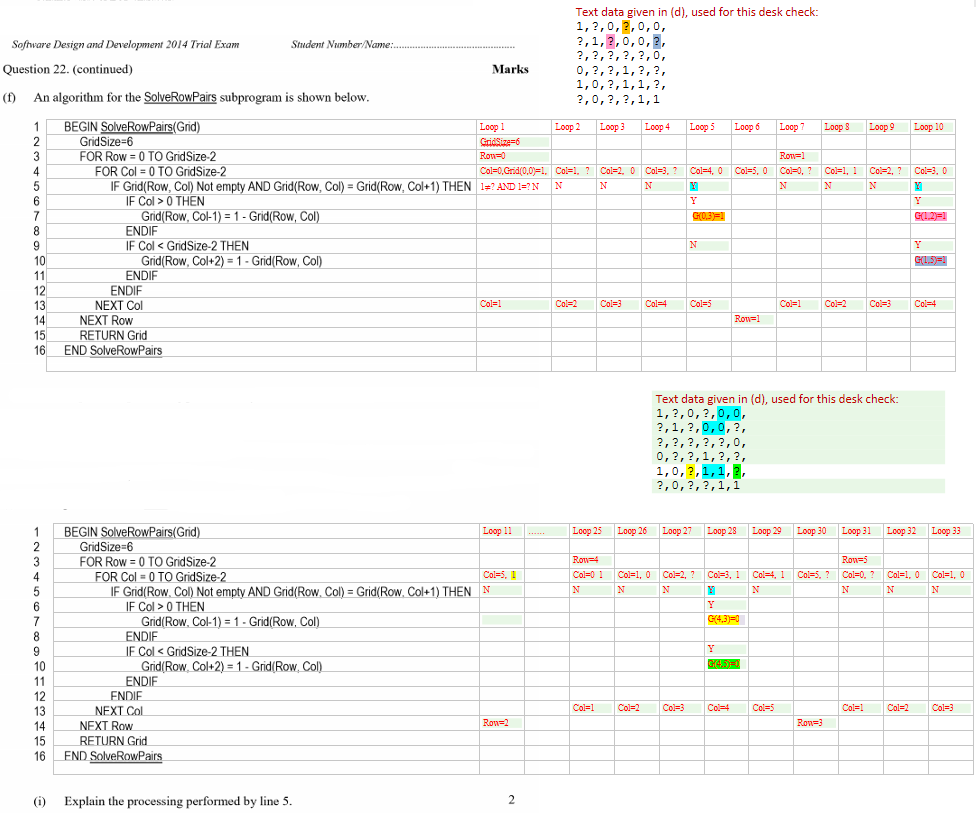 Text data given in (d), used for this desk check:
1,?,0,?,0,0,
Software Design and Development 2014 Trial Exam Student Number/Name:
?,1,?,0,0,?,
?,?,?,?,?,0,
Question 22. (continued) Marks
0,?,?,1,?,?,
1,0,?,1,1,?,
?,0,?,?,1,1
(f) An algorithm for the SolveRowPairs subprogram is shown below.
1 BEGIN SolveRowPairs(Grid) Loop 1 Loop 2 Loop 3 Loop 4 Loop 5 Loop 6 Loop 7 Loop 8 Loop 9 Loop 10
2 GridSize=6 GridSize=6
3 FOR Row = 0 TO GridSize-2 Row=0 Row=1
4 FOR Col = 0 TO GridSize-2 Col=0,Grid(0,0)=1, Col=1, ? Col=2, 0 Col=3, ? Col=4, 0 Col=5, 0 Col=0, ? Col=1, 1 Col=2, ? Col=3, 0
5 IF Grid(Row, Col) Not empty AND Grid(Row, Col) = Grid(Row, Col+1) THEN 1≠? AND 1=? N N N N Y N N N Y
6 IF Col > 0 THEN Y Y
7 Grid(Row, Col-1) = 1 - Grid(Row, Col) G(0,3)=1 G(1,2)=1
8 ENDIF
9 IF Col < GridSize-2 THEN N Y
10 Grid(Row, Col+2) = 1 - Grid(Row, Col) G(1,5)=1
11 ENDIF
12 ENDIF
13 NEXT Col Col=1 Col=2 Col=3 Col=4 Col=5 Col=1 Col=2 Col=3 Col=4
14 NEXT Row Row=1
15 RETURN Grid
16 END SolveRowPairs
Text data given in (d), used for this desk check:
1,?,0,?,0,0,
?,1,?,0,0,?,
?,?,?,?,?,0,
0,?,?,1,?,?,
1,0,?,1,1,?,
?,0,?,?,1,1
1 BEGIN SolveRowPairs(Grid) Loop 11 ...... Loop 25 Loop 26 Loop 27 Loop 28 Loop 29 Loop 30 Loop 31 Loop 32 Loop 33
2 GridSize=6
3 FOR Row = 0 TO GridSize-2 Row=4 Row=5
4 FOR Col = 0 TO GridSize-2 Col=5, 1 Col=0 1 Col=1, 0 Col=2, ? Col=3, 1 Col=4, 1 Col=5, ? Col=0, ? Col=1, 0 Col=1, 0
5 IF Grid(Row, Col) Not empty AND Grid(Row, Col) = Grid(Row, Col+1) THEN N N N N Y N N N N
6 IF Col > 0 THEN Y
7 Grid(Row, Col-1) = 1 - Grid(Row, Col) G(4,3)=0
8 ENDIF
9 IF Col < GridSize-2 THEN Y
10 Grid(Row, Col+2) = 1 - Grid(Row, Col)
11 ENDIF
12 ENDIF
13 NEXT Col Col=1 Col=2 Col=3 Col=4 Col=5 Col=1 Col=2 Col=3
14 NEXT Row Row=2 Row=3
15 RETURN Grid
16 END SolveRowPairs
(i) Explain the processing performed by line 5. 2